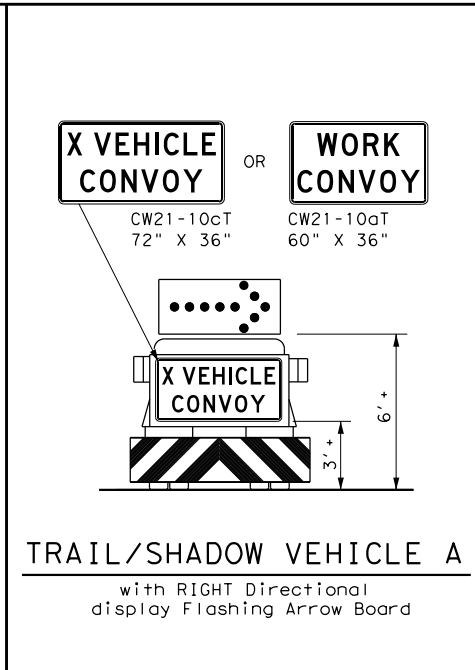 X VEHICLE
CONVOY
OR
WORK
CONVOY
CW21-10cT
72" X 36"
CW21-10aT
60" X 36"
X VEHICLE
CONVOY
6'+
3'+
TRAIL/SHADOW VEHICLE A
with RIGHT Directional
display Flashing Arrow Board